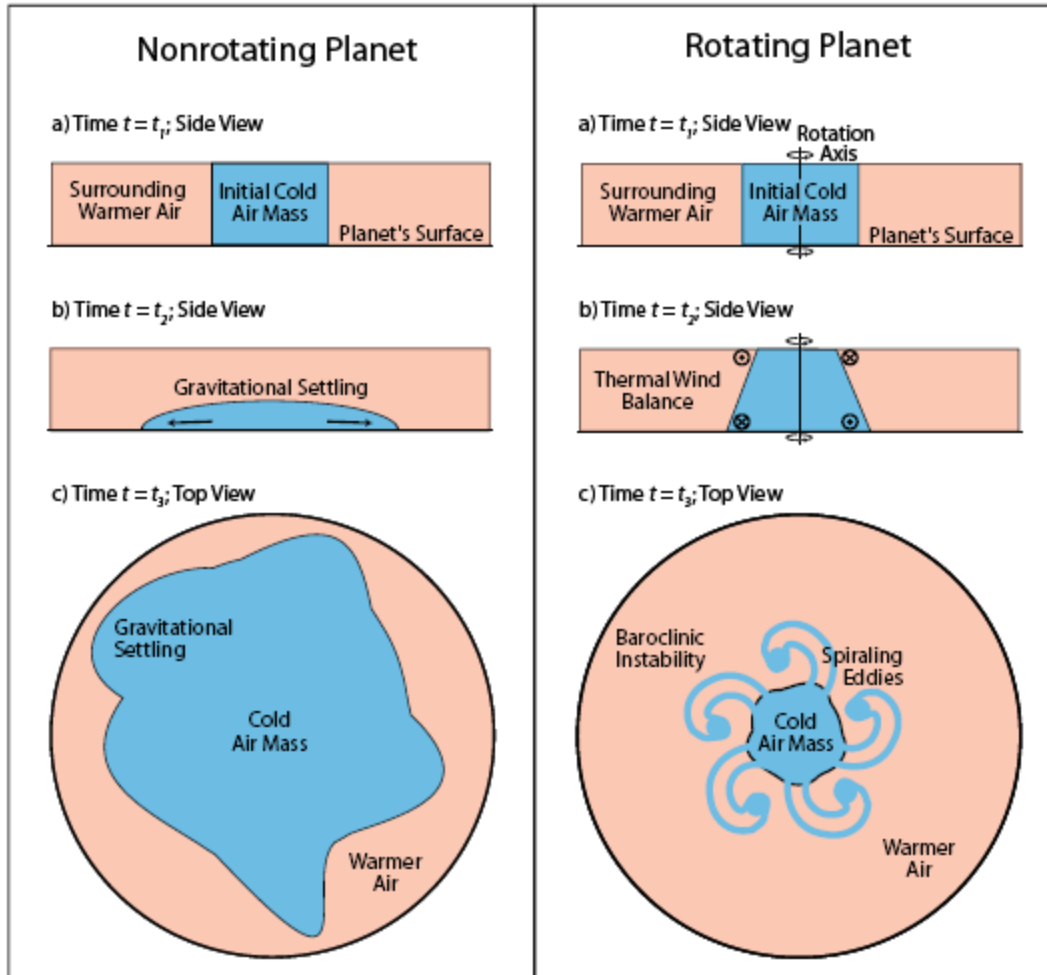 Nonrotating Planet
a) Time t = t₁; Side View
Surrounding
Warmer Air
Initial Cold
Air Mass
Planet's Surface
b) Time t = t₂; Side View
Gravitational Settling
c) Time t = t₃; Top View
Gravitational
Settling
Cold
Air Mass
Warmer
Air
Rotating Planet
a) Time t = t₁; Side View
Rotation
Axis
Surrounding
Warmer Air
Initial Cold
Air Mass
Planet's Surface
b) Time t = t₂; Side View
Thermal Wind
Balance
c) Time t = t₃; Top View
Baroclinic
Instability
Spiraling
Eddies
Cold
Air Mass
Warmer
Air